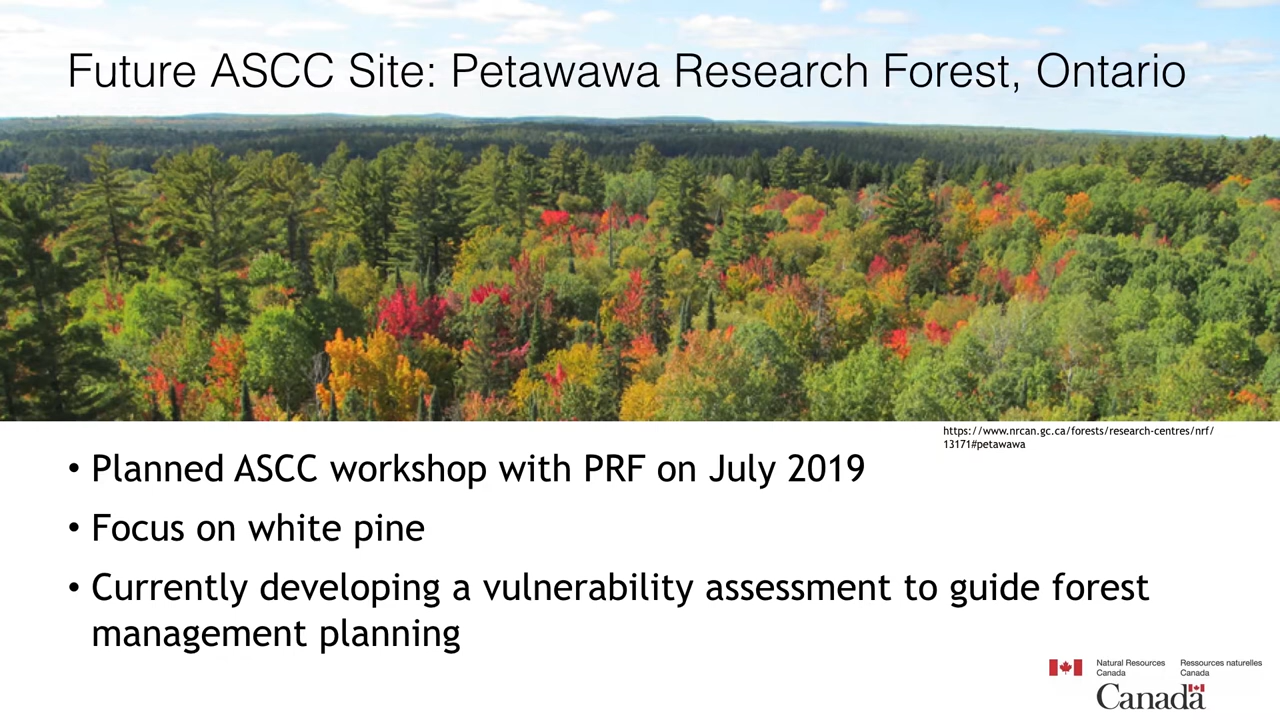 Future ASCC Site: Petawawa Research Forest, Ontario
https://www.nrcan.gc.ca/forests/research-centres/nrf/
13171#petawawa
• Planned ASCC workshop with PRF on July 2019
• Focus on white pine
• Currently developing a vulnerability assessment to guide forest
management planning
Natural Resources
Canada
Ressources naturelles
Canada
Canada